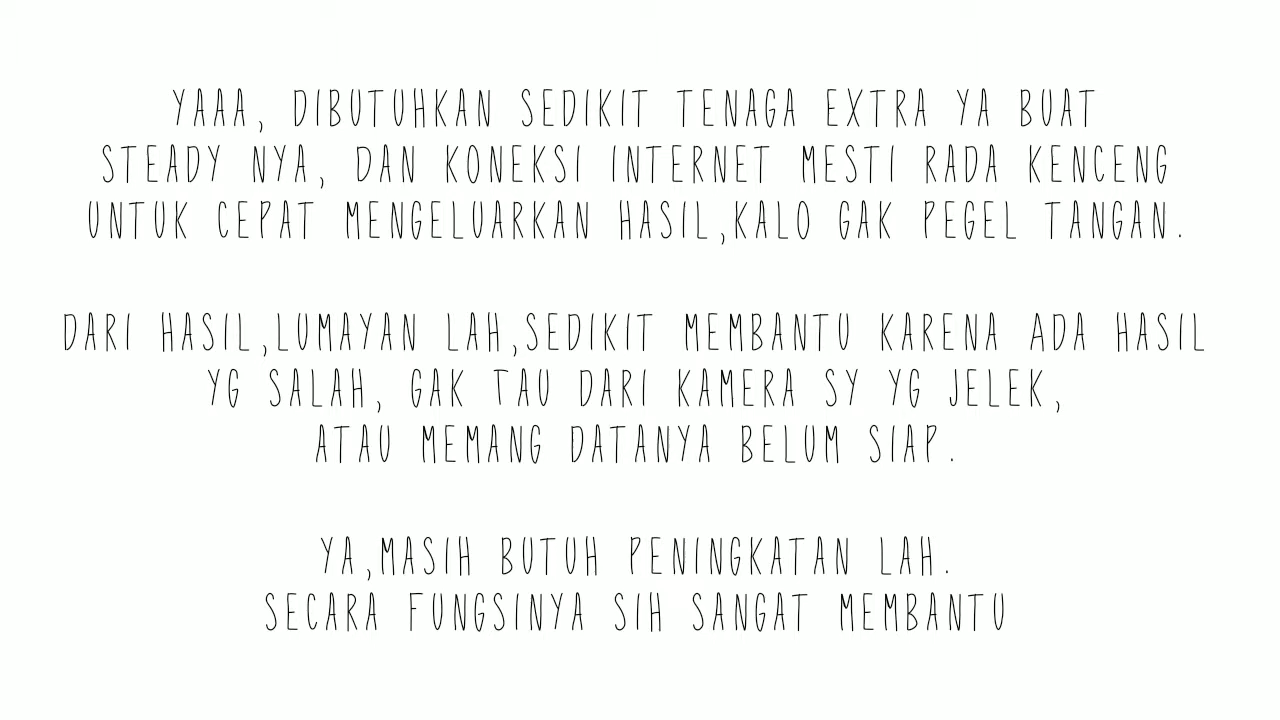 YAAA, DIBUTUHKAN SEDIKIT TENAGA EXTRA YA BUAT
STEADY NYA, DAN KONEKSI INTERNET MESTI RADA KENCENG
UNTUK CEPAT MENGELUARKAN HASIL,KALO GAK PEGEL TANGAN.
DARI HASIL,LUMAYAN LAH,SEDIKIT MEMBANTU KARENA ADA HASIL
YG SALAH, GAK TAU DARI KAMERA SY YG JELEK,
ATAU MEMANG DATANYA BELUM SIAP.
YA,MASIH BUTUH PENINGKATAN LAH.
SECARA FUNGSINYA SIH SANGAT MEMBANTU